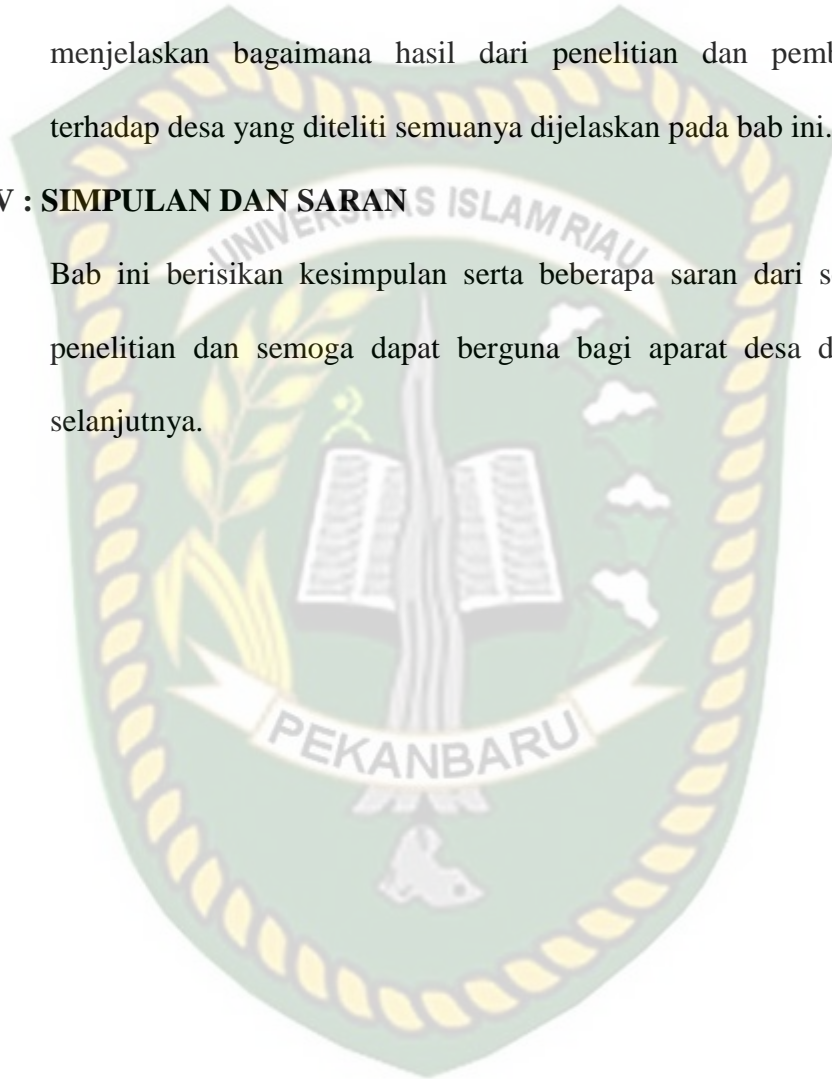 menjelaskan bagaimana hasil dari penelitian dan pemb
terhadap desa yang diteliti semuanya dijelaskan pada bab ini.
V : SIMPULAN DAN SARAN
UNIVERSITAS ISLAM RIAU
Bab ini berisikan kesimpulan serta beberapa saran dari s
penelitian dan semoga dapat berguna bagi aparat desa d
selanjutnya.
PEKANBARU